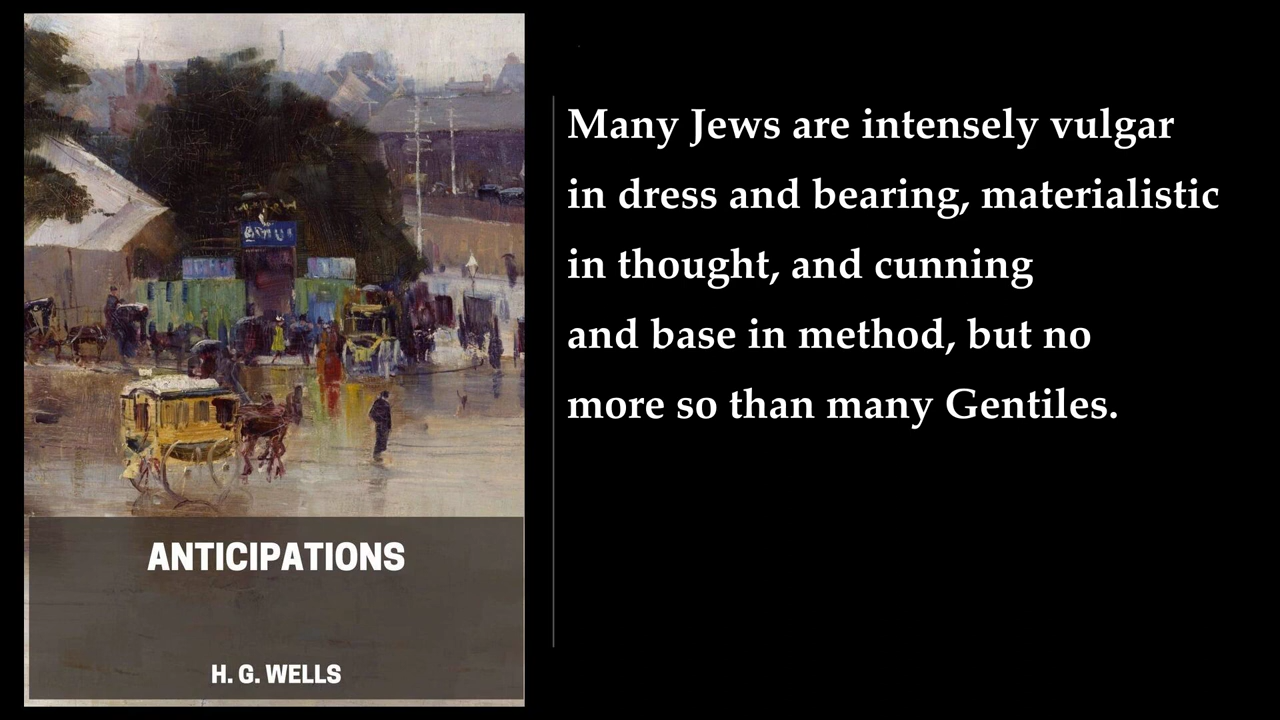 Many Jews are intensely vulgar
in dress and bearing, materialistic
in thought, and cunning
and base in method, but no
more so than many Gentiles.
ANTICIPATIONS
H. G. WELLS